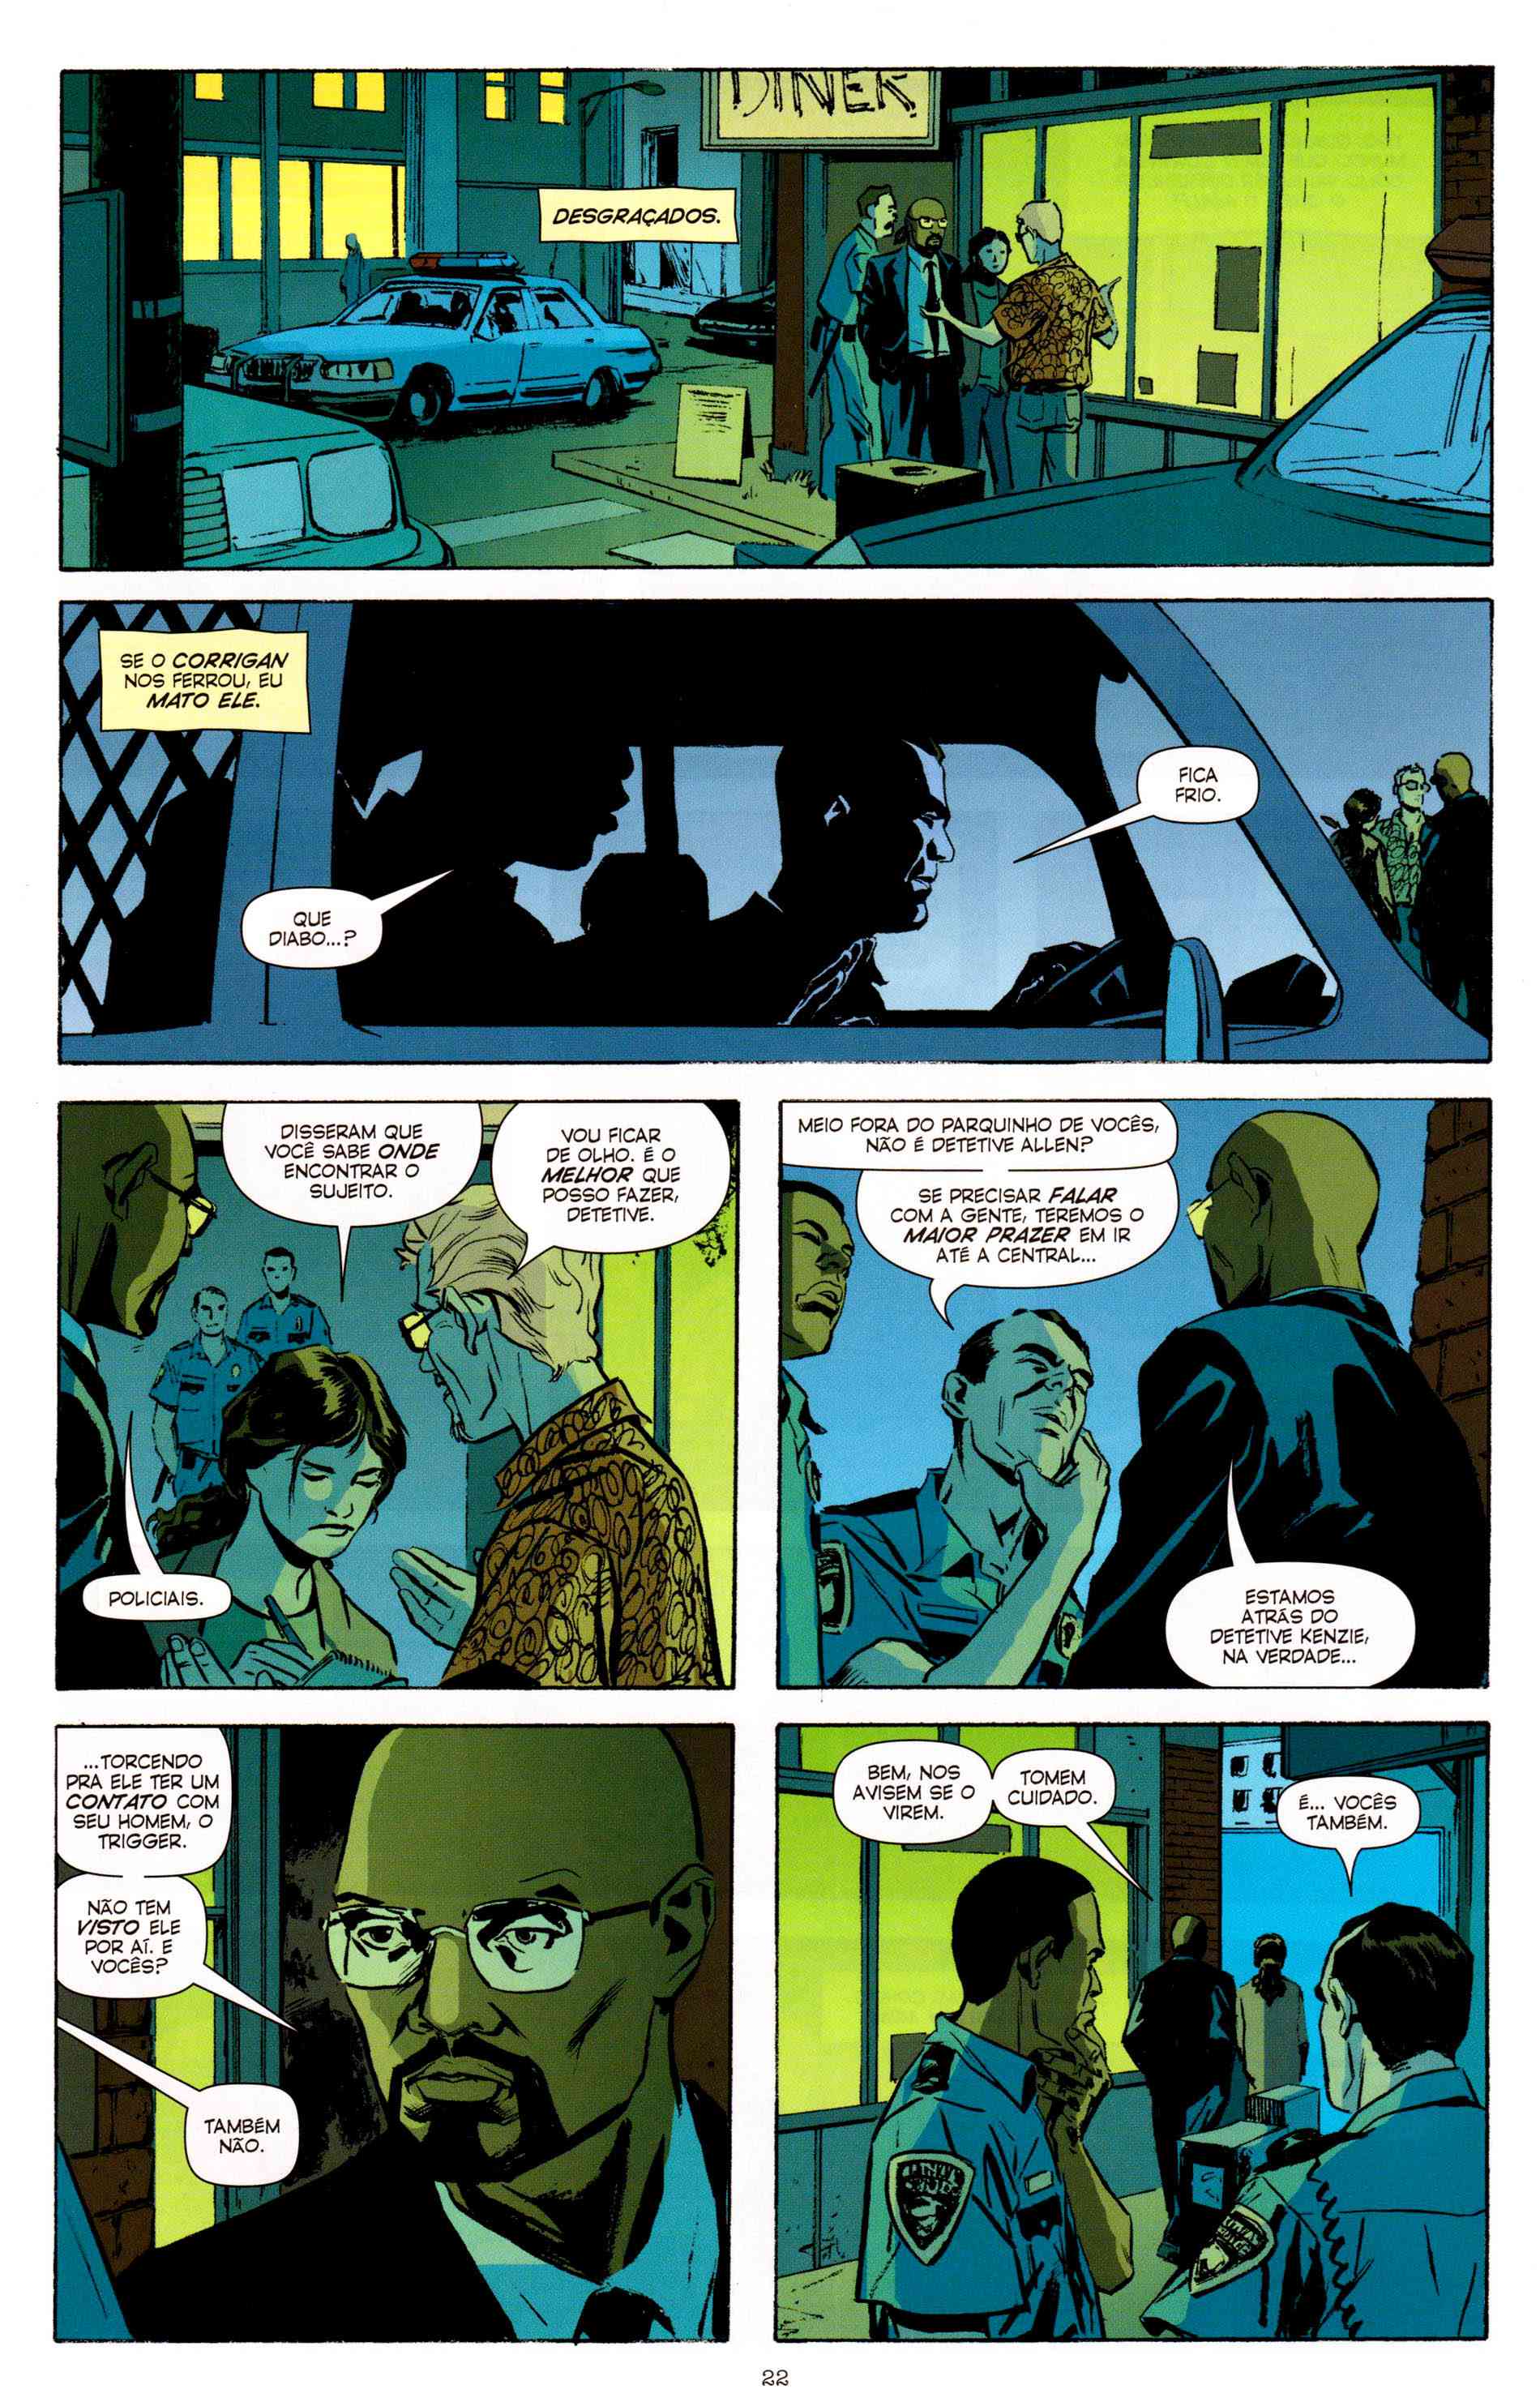 DINER
DESGRAÇADOS.
SE O CORRIGAN
NOS FERROU, EU
MATO ELE.
FICA
FRIO.
QUE
DIABO...?
DISSERAM QUE
VOCÊ SABE ONDE
ENCONTRAR O
SUJEITO.
VOU FICAR
DE OLHO. É O
MELHOR QUE
POSSO FAZER,
DETETIVE.
POLICIAIS.
MEIO FORA DO PARQUINHO DE VOCÊS,
NÃO É DETETIVE ALLEN?
SE PRECISAR FALAR
COM A GENTE, TEREMOS O
MAIOR PRAZER EM IR
ATÉ A CENTRAL...
ESTAMOS
ATRÁS DO
DETETIVE KENZIE,
NA VERDADE...
...TORCENDO
PRA ELE TER UM
CONTATO COM
SEU HOMEM, O
TRIGGER.
NÃO TEM
VISTO ELE
POR AÍ. E
VOCÊS?
TAMBÉM
NÃO.
BEM, NOS
AVISEM SE O
VIREM.
TOMEM
CUIDADO.
É... VOCÊS
TAMBÉM.
22